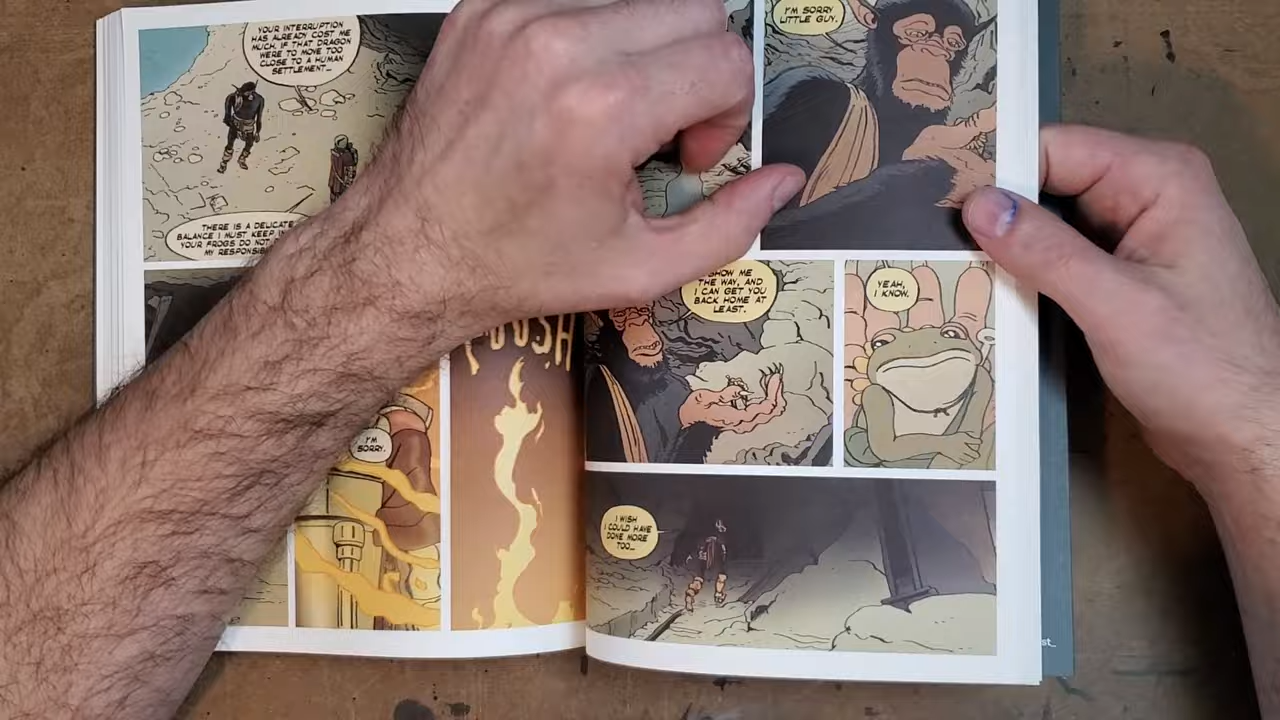 YOUR INTERRUPTION
HAS ALREADY COST ME
MUCH. IF THAT DRAGON
WERE TO MOVE TOO
CLOSE TO A HUMAN
SETTLEMENT...
THERE IS A DELICATE
BALANCE I MUST KEEP
YOUR FROGS DO NOT
MY
I'M
SORRY.
I'M SORRY
LITTLE GUY.
SHOW ME
THE WAY, AND
I CAN GET YOU
BACK HOME AT
LEAST.
YEAH,
I KNOW.
I WISH
I COULD HAVE
DONE MORE
TOO...